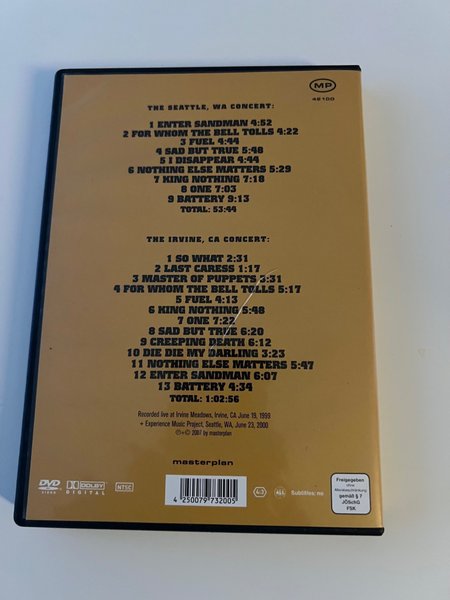 MP
42100
THE SEATTLE, WA CONCERT:
1 ENTER SANDMAN 4:52
2 FOR WHOM THE BELL TOLLS 4:22
3 FUEL 4:44
4 SAD BUT TRUE 5:48
5 I DISAPPEAR 4:44
6 NOTHING ELSE MATTERS 5:29
7 KING NOTHING 7:18
8 ONE 7:03
9 BATTERY 9:13
TOTAL: 53:44
THE IRVINE, CA CONCERT:
1 SO WHAT 2:31
2 LAST CARESS 1:17
3 MASTER OF PUPPETS 3:31
4 FOR WHOM THE BELL TOLLS 5:17
5 FUEL 4:13
6 KING NOTHING 5:48
7 ONE 7:22
8 SAD BUT TRUE 6:20
9 CREEPING DEATH 6:12
10 DIE DIE MY DARLING 3:23
11 NOTHING ELSE MATTERS 5:47
12 ENTER SANDMAN 6:07
13 BATTERY 4:34
TOTAL: 1:02:56
Recorded live at Irvine Meadows, Irvine, CA June 19, 1999
+ Experience Music Project, Seattle, WA, June 23, 2000
℗+© 2007 by masterplan
masterplan
DVD VIDEO
DOLBY DIGITAL
NTSC
4 250079 732005
4:3
ALL
Subtitles: no
Freigegeben
ohne
Altersbeschränkung
gemäß § 7
JÖSchG
FSK